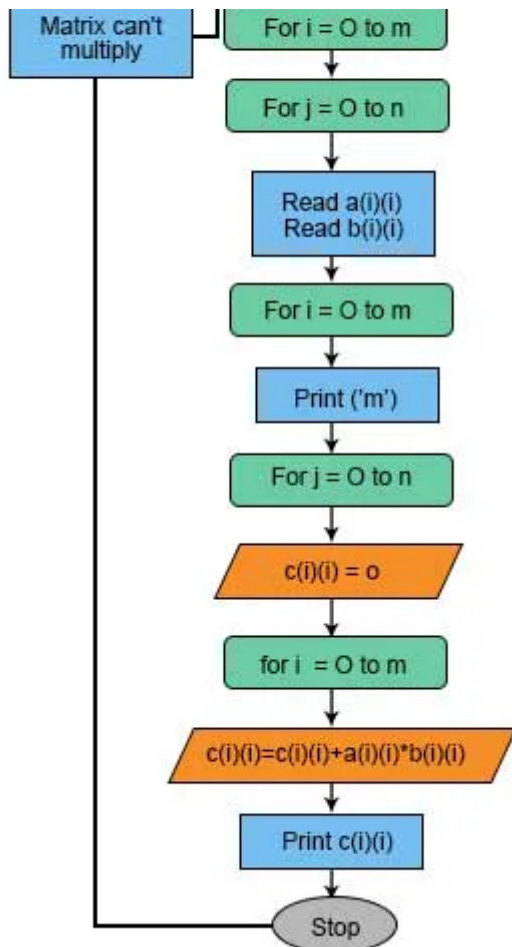 Matrix can't
multiply
For i = O to m
For j = O to n
Read a(i)(i)
Read b(i)(i)
For i = O to m
Print ('m')
For j = O to n
c(i)(i) = o
for i = O to m
c(i)(i)=c(i)(i)+a(i)(i)*b(i)(i)
Print c(i)(i)
Stop